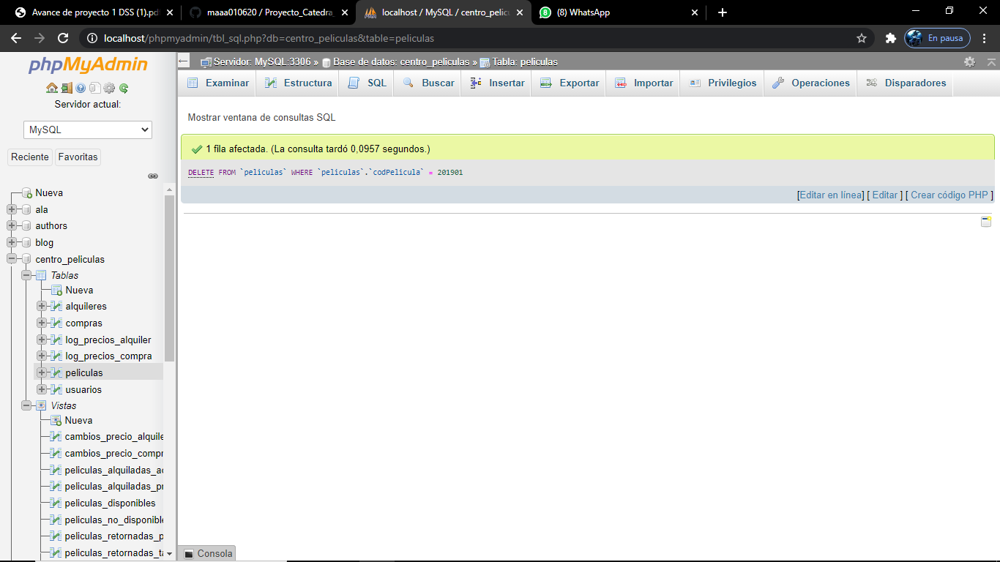 Avance de proyecto 1 DSS (1).pd
maaa010620 / Proyecto_Catedra_
localhost / MySQL / centro_pelicu
(8) WhatsApp
localhost/phpmyadmin/tbl_sql.php?db=centro_peliculas&table=peliculas
En pausa
phpMyAdmin
Servidor actual:
MySQL
Reciente
Favoritas
Nueva
ala
authors
blog
centro_peliculas
Tablas
Nueva
alquileres
compras
log_precios_alquiler
log_precios_compra
peliculas
usuarios
Vistas
Nueva
cambios_precio_alquile
cambios_precio_compr
peliculas_alquiladas_a
peliculas_alquiladas_pr
peliculas_disponibles
peliculas_no_disponible
peliculas_retornadas_p
peliculas_retornadas_ta
Servidor: MySQL:3306 » Base de datos: centro_peliculas » Tabla: peliculas
Examinar Estructura SQL Buscar Insertar Exportar Importar Privilegios Operaciones Disparadores
Mostrar ventana de consultas SQL
1 fila afectada. (La consulta tardó 0,0957 segundos.)
DELETE FROM `peliculas` WHERE `peliculas`.`codPelicula` = 201901
[Editar en línea] [ Editar ] [ Crear código PHP ]
Consola